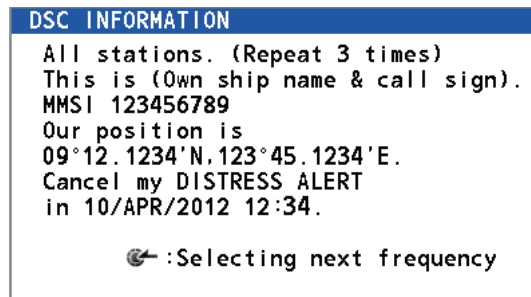 DSC INFORMATION
All stations. (Repeat 3 times)
This is (Own ship name & call sign).
MMSI 123456789
Our position is
09°12.1234'N,123°45.1234'E.
Cancel my DISTRESS ALERT
in 10/APR/2012 12:34.
:Selecting next frequency